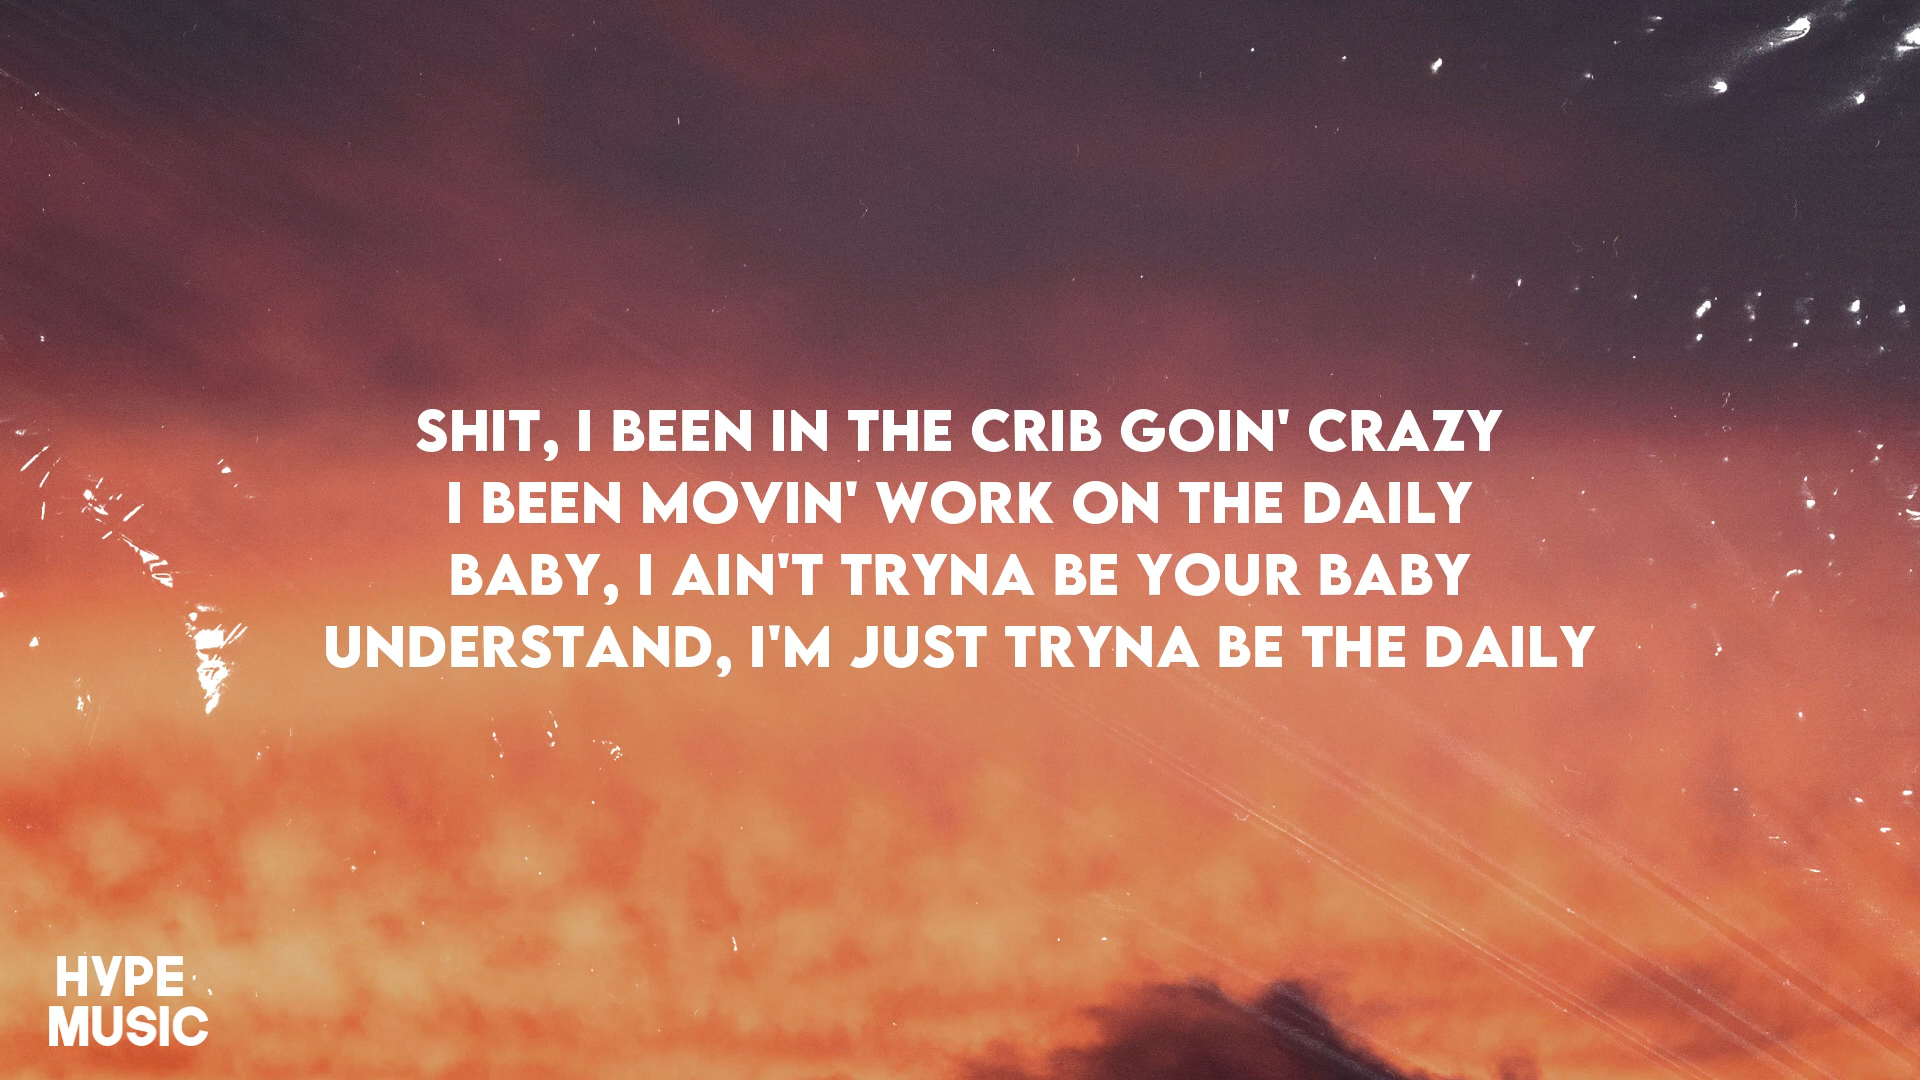 SHIT, I BEEN IN THE CRIB GOIN' CRAZY
I BEEN MOVIN' WORK ON THE DAILY
BABY, I AIN'T TRYNA BE YOUR BABY
UNDERSTAND, I'M JUST TRYNA BE THE DAILY
HYPE
MUSIC